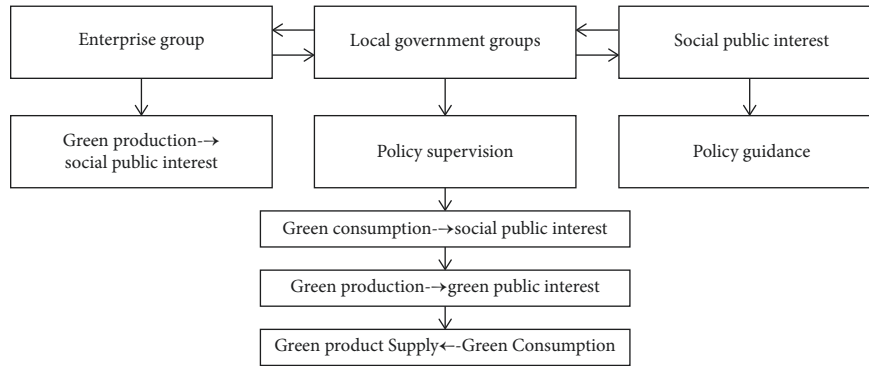 Enterprise group
Local government groups
Social public interest
Green production-→
social public interest
Policy supervision
Policy guidance
Green consumption-→social public interest
Green production-→green public interest
Green product Supply←-Green Consumption